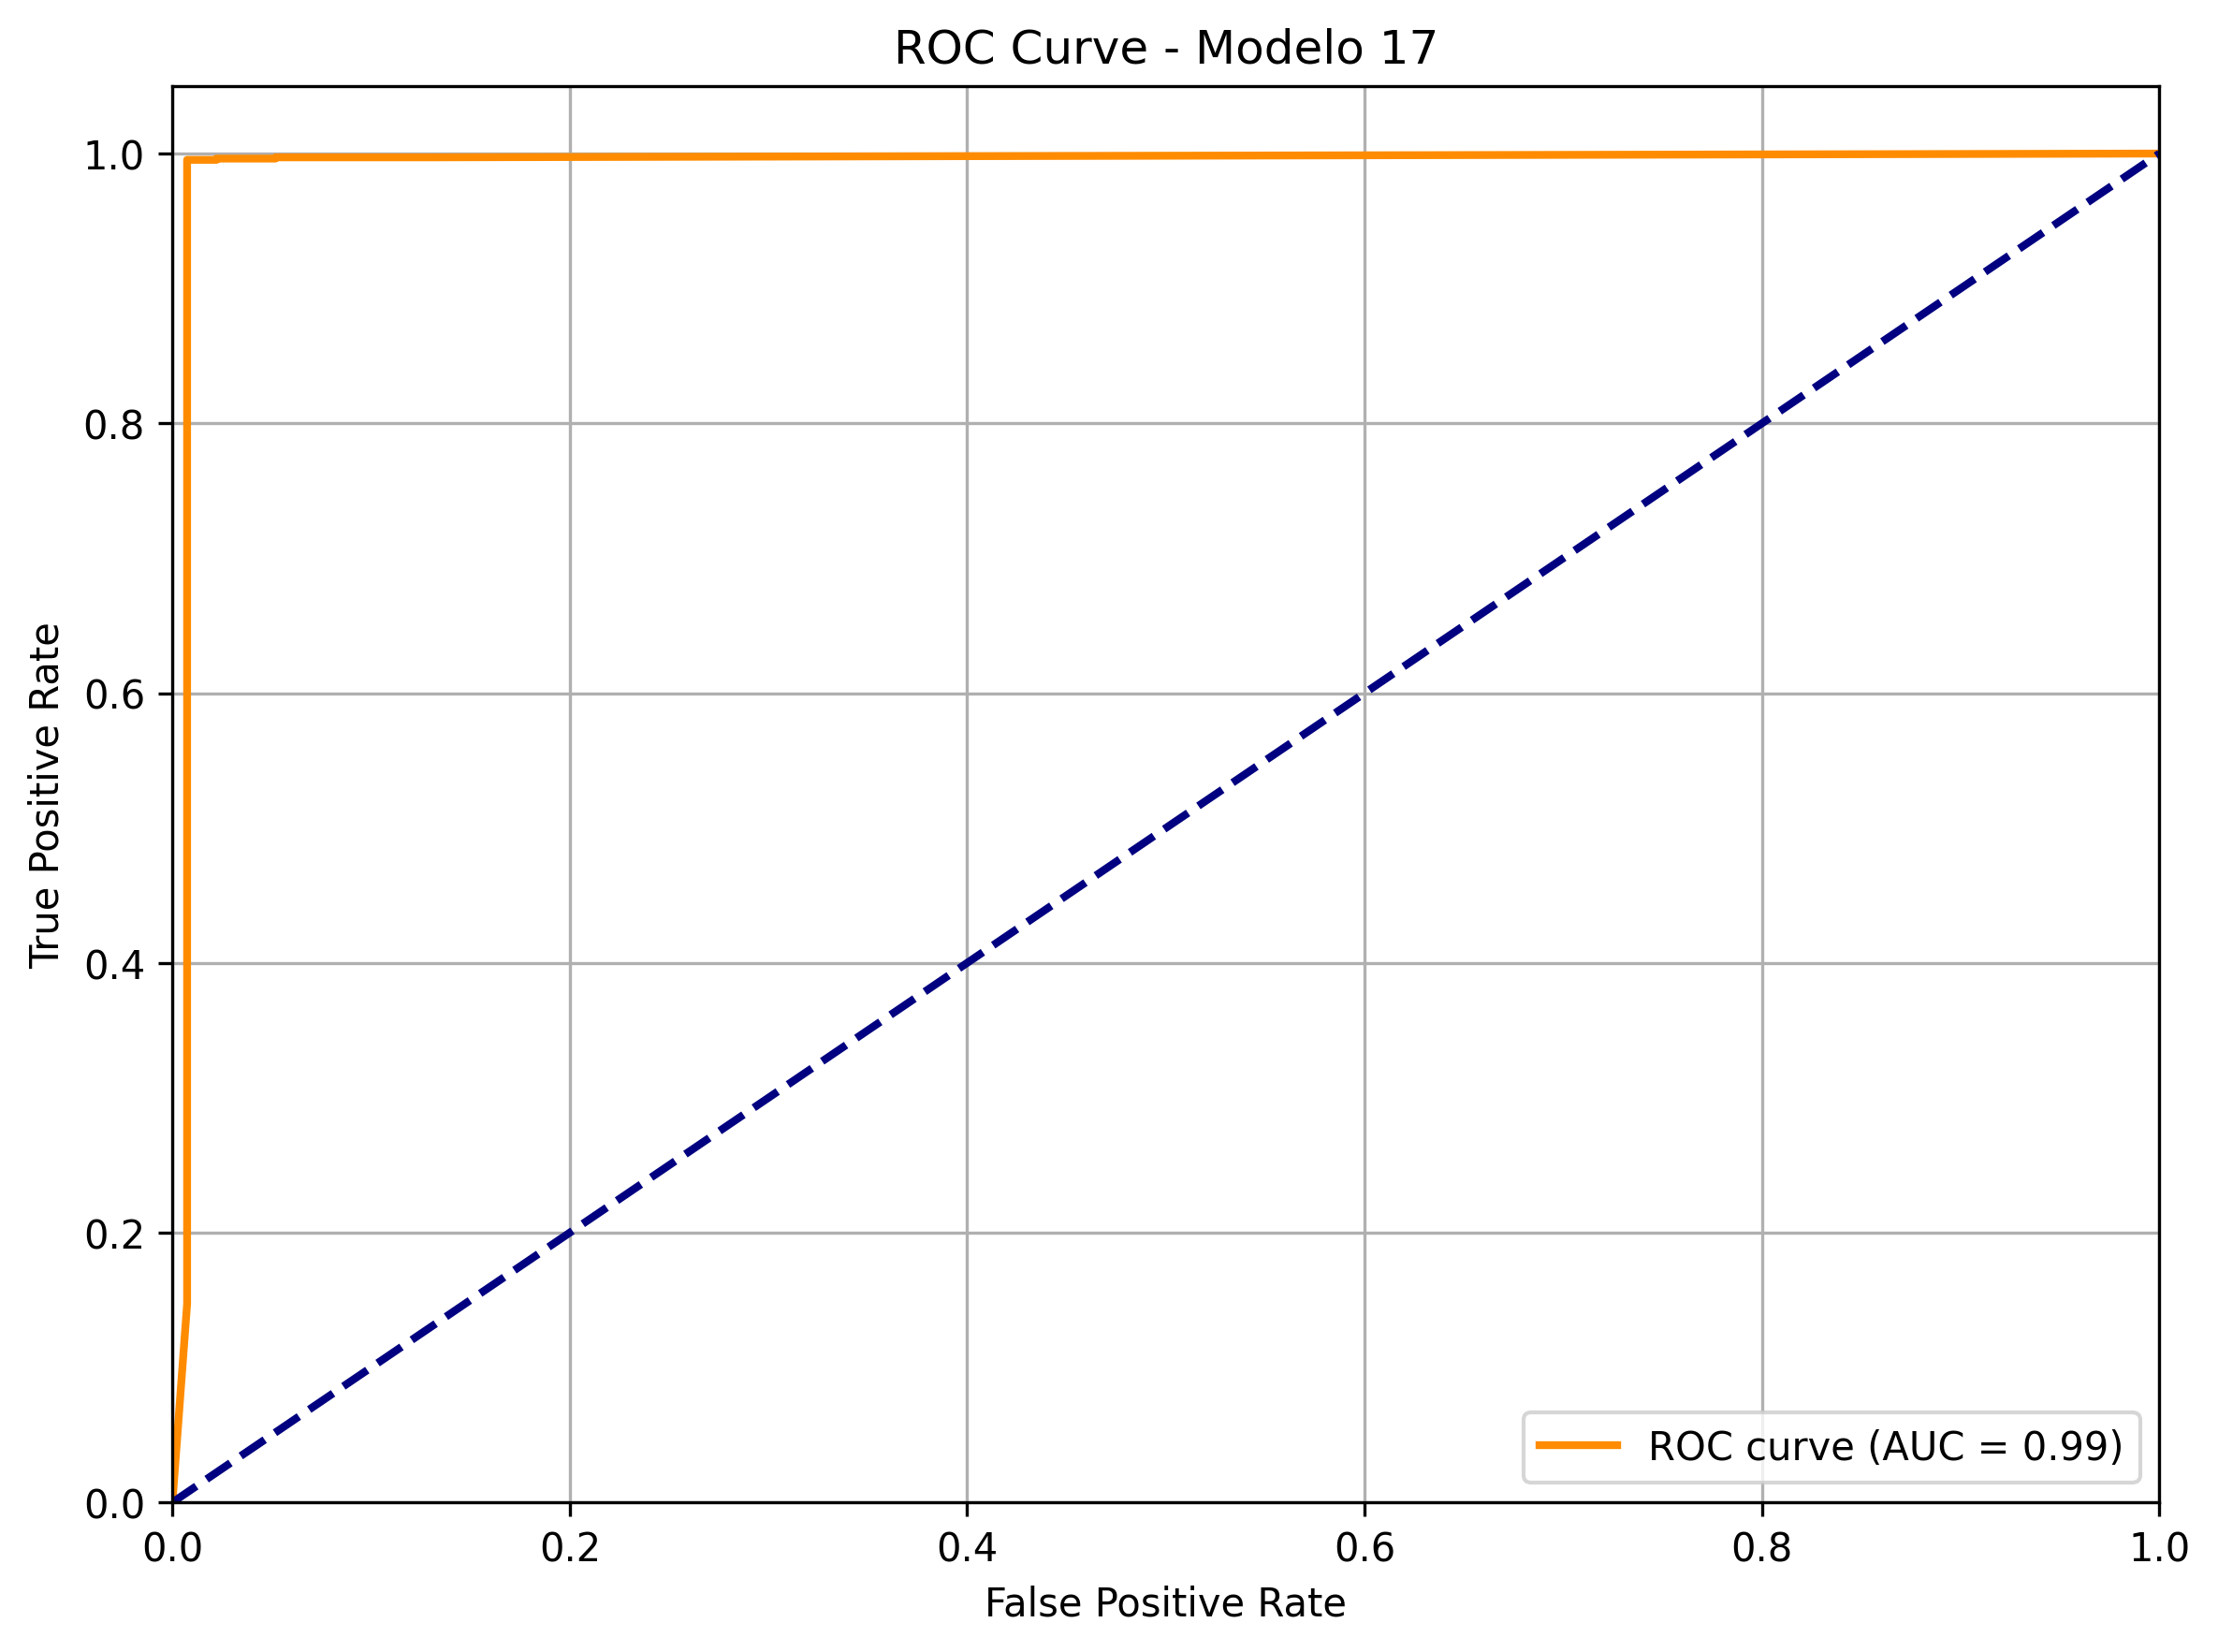 ROC Curve - Modelo 17
True Positive Rate
1.0
0.8
0.6
0.4
0.2
0.0
0.0 0.2 0.4 0.6 0.8 1.0
False Positive Rate
ROC curve (AUC = 0.99)